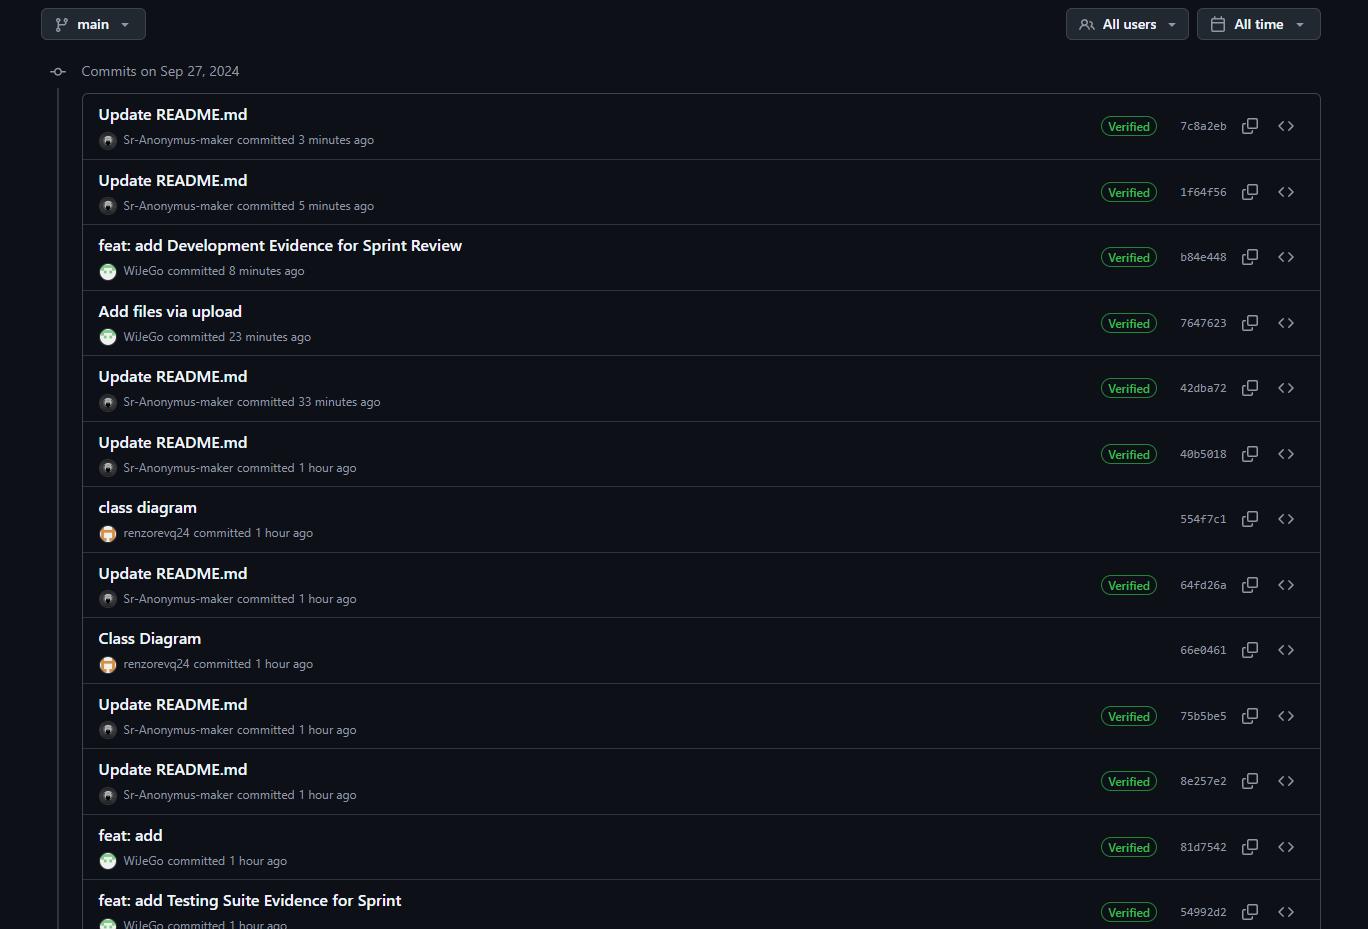 main
All users
All time
Commits on Sep 27, 2024
Update README.md
Sr-Anonymus-maker committed 3 minutes ago
Verified
7c8a2eb
Update README.md
Sr-Anonymus-maker committed 5 minutes ago
Verified
1f64f56
feat: add Development Evidence for Sprint Review
WiJeGo committed 8 minutes ago
Verified
b84e448
Add files via upload
WiJeGo committed 23 minutes ago
Verified
7647623
Update README.md
Sr-Anonymus-maker committed 33 minutes ago
Verified
42dba72
Update README.md
Sr-Anonymus-maker committed 1 hour ago
Verified
40b5018
class diagram
renzorevq24 committed 1 hour ago
554f7c1
Update README.md
Sr-Anonymus-maker committed 1 hour ago
Verified
64fd26a
Class Diagram
renzorevq24 committed 1 hour ago
66e0461
Update README.md
Sr-Anonymus-maker committed 1 hour ago
Verified
75b5be5
Update README.md
Sr-Anonymus-maker committed 1 hour ago
Verified
8e257e2
feat: add
WiJeGo committed 1 hour ago
Verified
81d7542
feat: add Testing Suite Evidence for Sprint
WiJeGo committed 1 hour ago
Verified
54992d2